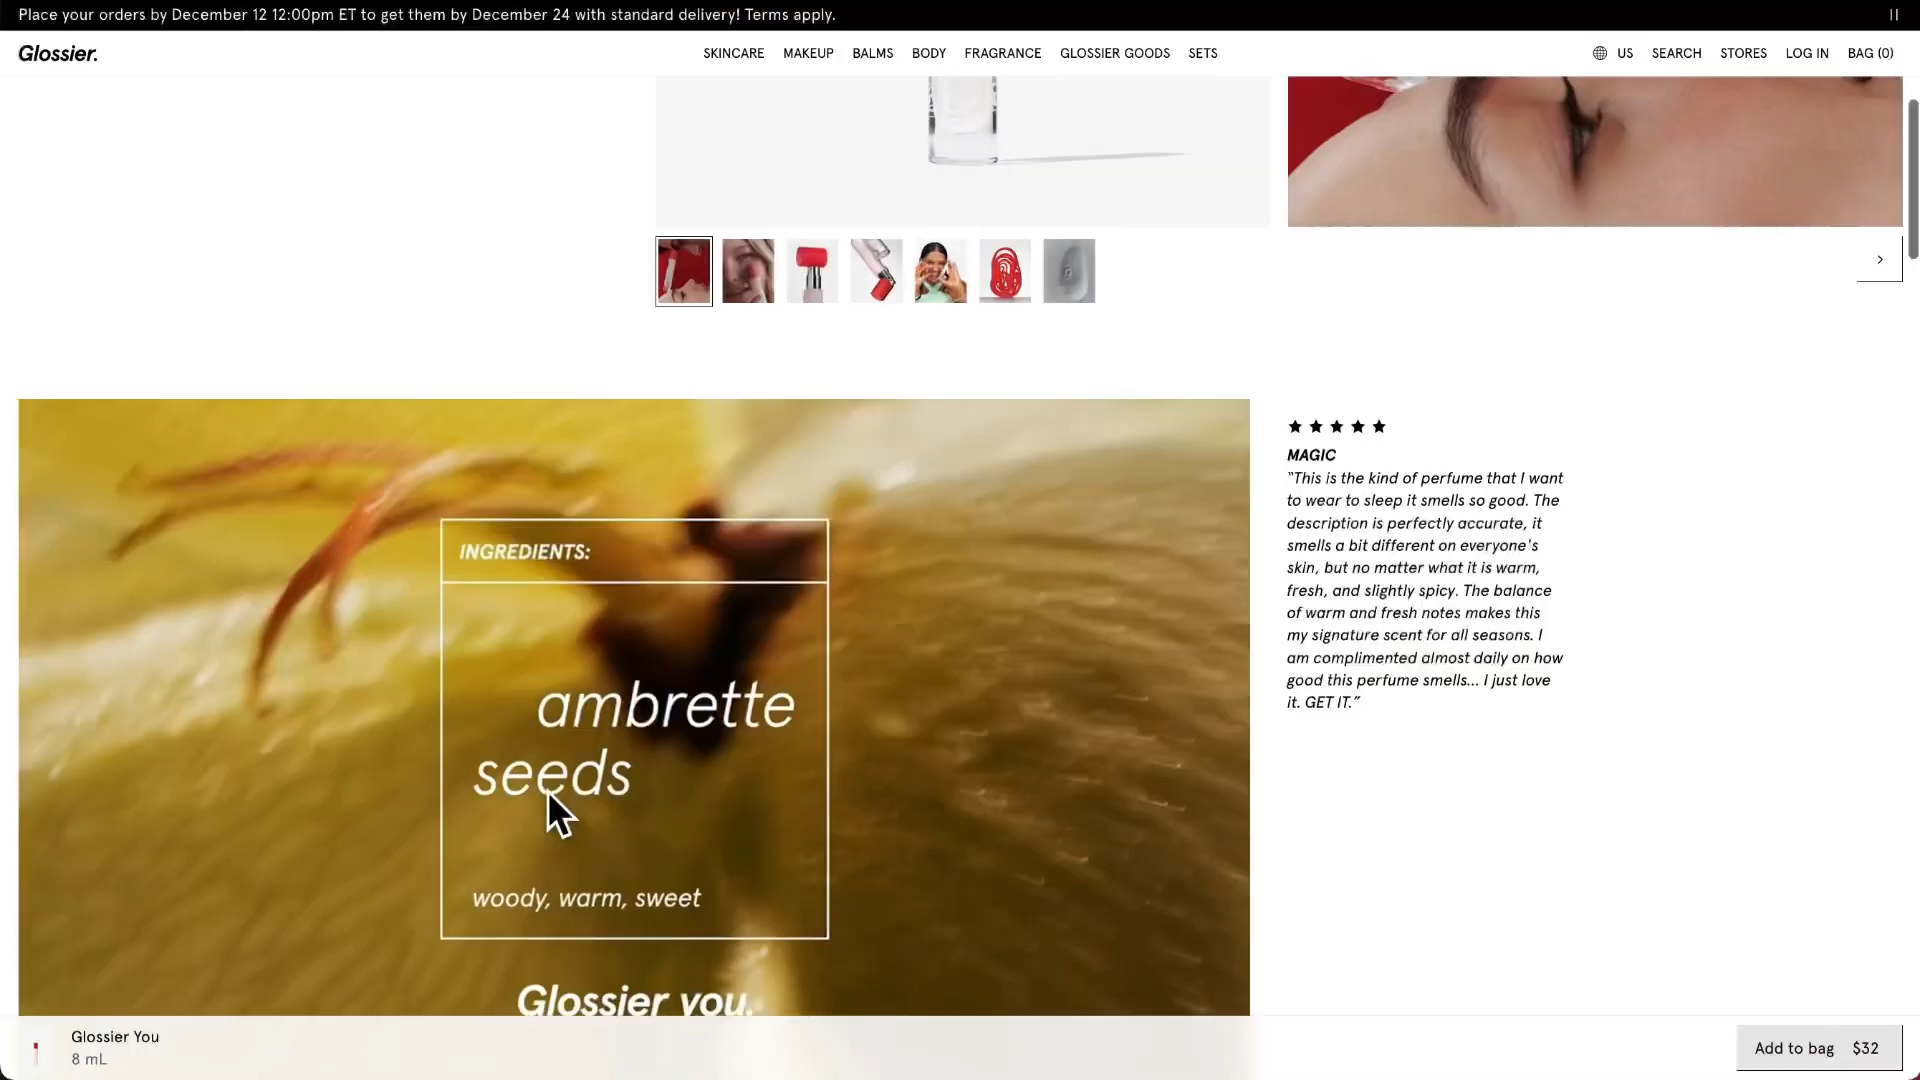 Place your orders by December 12 12:00pm ET to get them by December 24 with standard delivery! Terms apply.
Glossier.
SKINCARE MAKEUP BALMS BODY FRAGRANCE GLOSSIER GOODS SETS
US SEARCH STORES LOG IN BAG (0)
INGREDIENTS:
ambrette
seeds
woody, warm, sweet
Glossier you.
MAGIC
“This is the kind of perfume that I want
to wear to sleep it smells so good. The
description is perfectly accurate, it
smells a bit different on everyone's
skin, but no matter what it is warm,
fresh, and slightly spicy. The balance
of warm and fresh notes makes this
my signature scent for all seasons. I
am complimented almost daily on how
good this perfume smells... I just love
it. GET IT.”
Glossier You
8 mL
Add to bag $32